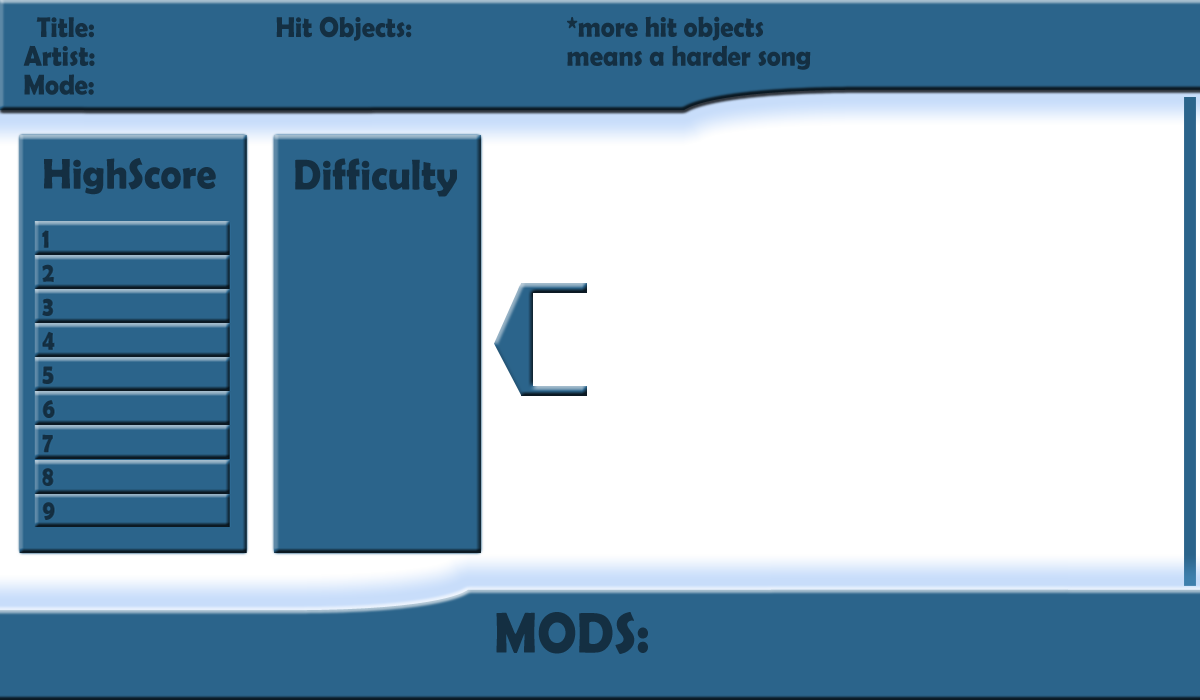 Title:
Artist:
Mode:
Hit Objects:
*more hit objects
means a harder song
HighScore
1
2
3
4
5
6
7
8
9
Difficulty
MODS: